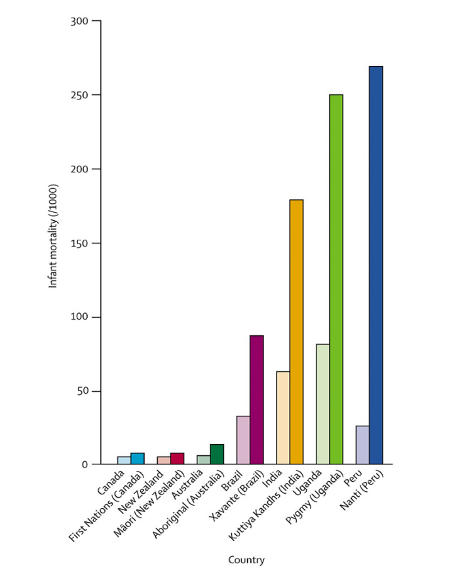 300
250
200
150
100
50
0
Infant mortality (/1000)
Canada
First Nations (Canada)
New Zealand
Māori (New Zealand)
Australia
Aboriginal (Australia)
Brazil
Xavante (Brazil)
India
Kuttiya Kandhs (India)
Uganda
Pygmy (Uganda)
Peru
Nanti (Peru)
Country